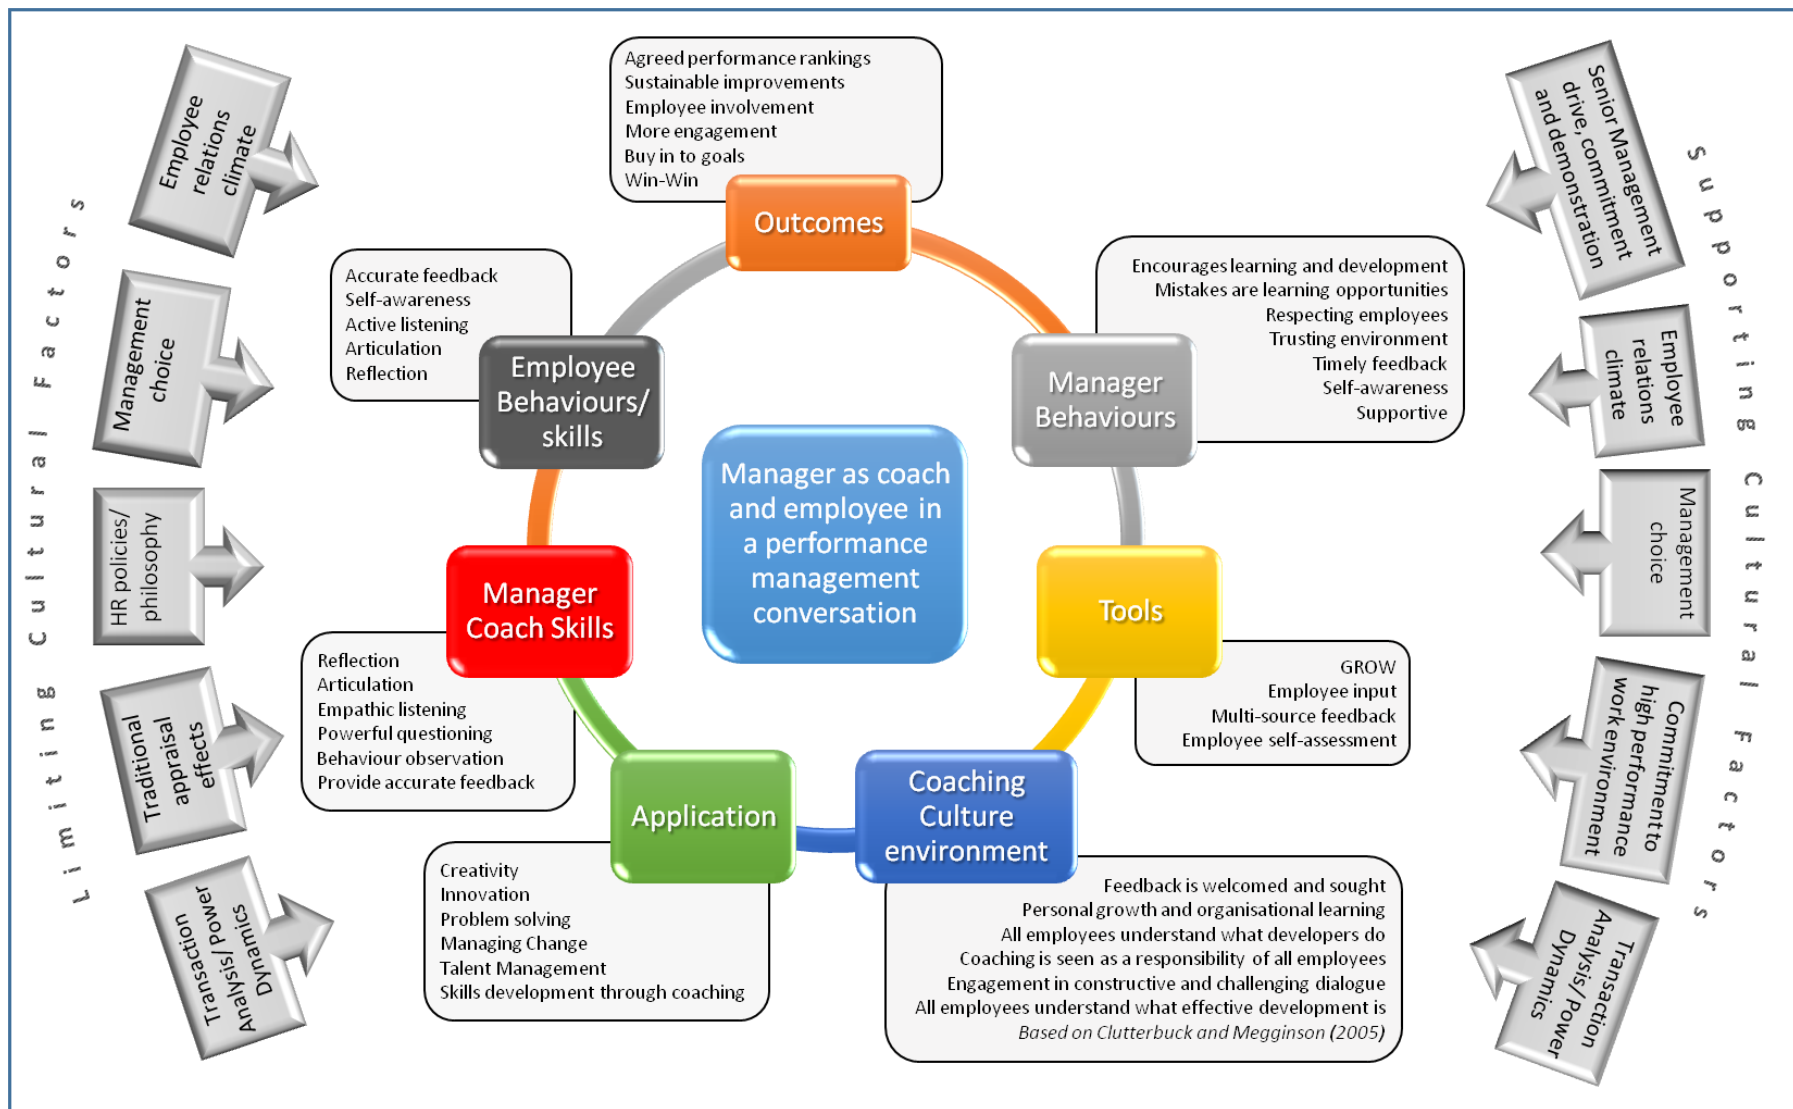 Limiting Cultural Factors
Employee
relations
climate
Management
choice
HR policies/
philosophy
Traditional
appraisal
effects
Transaction
Analysis/ Power
Dynamics
Agreed performance rankings
Sustainable improvements
Employee involvement
More engagement
Buy in to goals
Win-Win
Outcomes
Accurate feedback
Self-awareness
Active listening
Articulation
Reflection
Employee
Behaviours/
skills
Encourages learning and development
Mistakes are learning opportunities
Respecting employees
Trusting environment
Timely feedback
Self-awareness
Supportive
Manager
Behaviours
Manager as coach
and employee in
a performance
management
conversation
Manager
Coach Skills
Reflection
Articulation
Empathic listening
Powerful questioning
Behaviour observation
Provide accurate feedback
Tools
GROW
Employee input
Multi-source feedback
Employee self-assessment
Application
Creativity
Innovation
Problem solving
Managing Change
Talent Management
Skills development through coaching
Coaching
Culture
environment
Feedback is welcomed and sought
Personal growth and organisational learning
All employees understand what developers do
Coaching is seen as a responsibility of all employees
Engagement in constructive and challenging dialogue
All employees understand what effective development is
Based on Clutterbuck and Megginson (2005)
Senior Management
drive, commitment
and demonstration
Employee
relations
climate
Management
choice
Commitment to
high performance
work environment
Transaction
Analysis/ Power
Dynamics
Supporting Cultural Factors